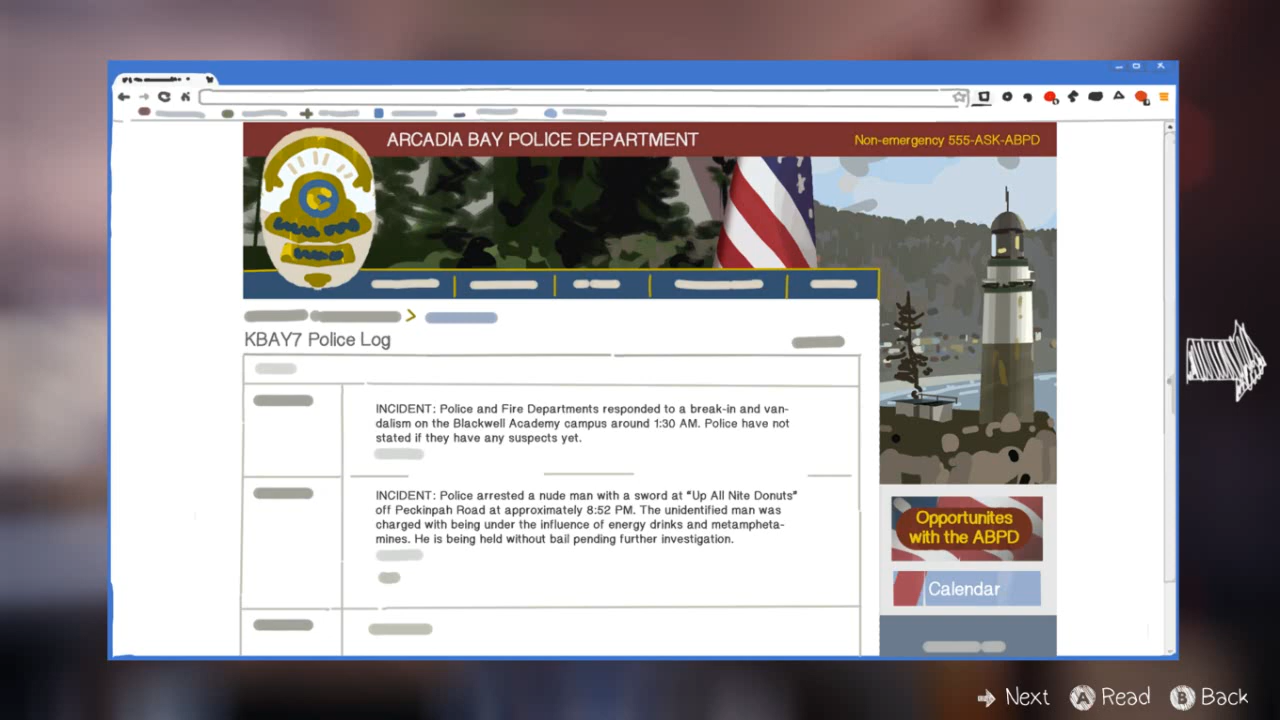 ARCADIA BAY POLICE DEPARTMENT
Non-emergency 555-ASK-ABPD
KBAY7 Police Log
INCIDENT: Police and Fire Departments responded to a break-in and van-
dalism on the Blackwell Academy campus around 1:30 AM. Police have not
stated if they have any suspects yet.
INCIDENT: Police arrested a nude man with a sword at “Up All Nite Donuts”
off Peckinpah Road at approximately 8:52 PM. The unidentified man was
charged with being under the influence of energy drinks and metampheta-
mines. He is being held without bail pending further investigation.
Opportunites
with the ABPD
Calendar
Next
A Read
B Back